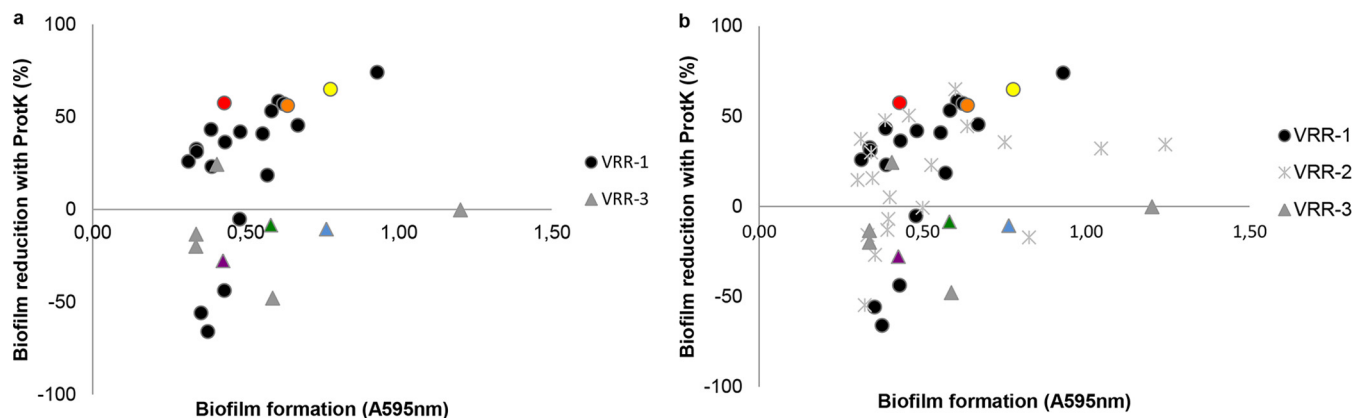 a
Biofilm reducition with ProtK (%)
100
50
0
-50
-100
0,00
0,50
1,00
1,50
Biofilm formation (A595nm)
VRR-1
VRR-3
b
Biofilm reduction with ProtK (%)
100
50
0
-50
-100
0,00
0,50
1,00
1,50
Biofilm formation (A595nm)
VRR-1
VRR-2
VRR-3